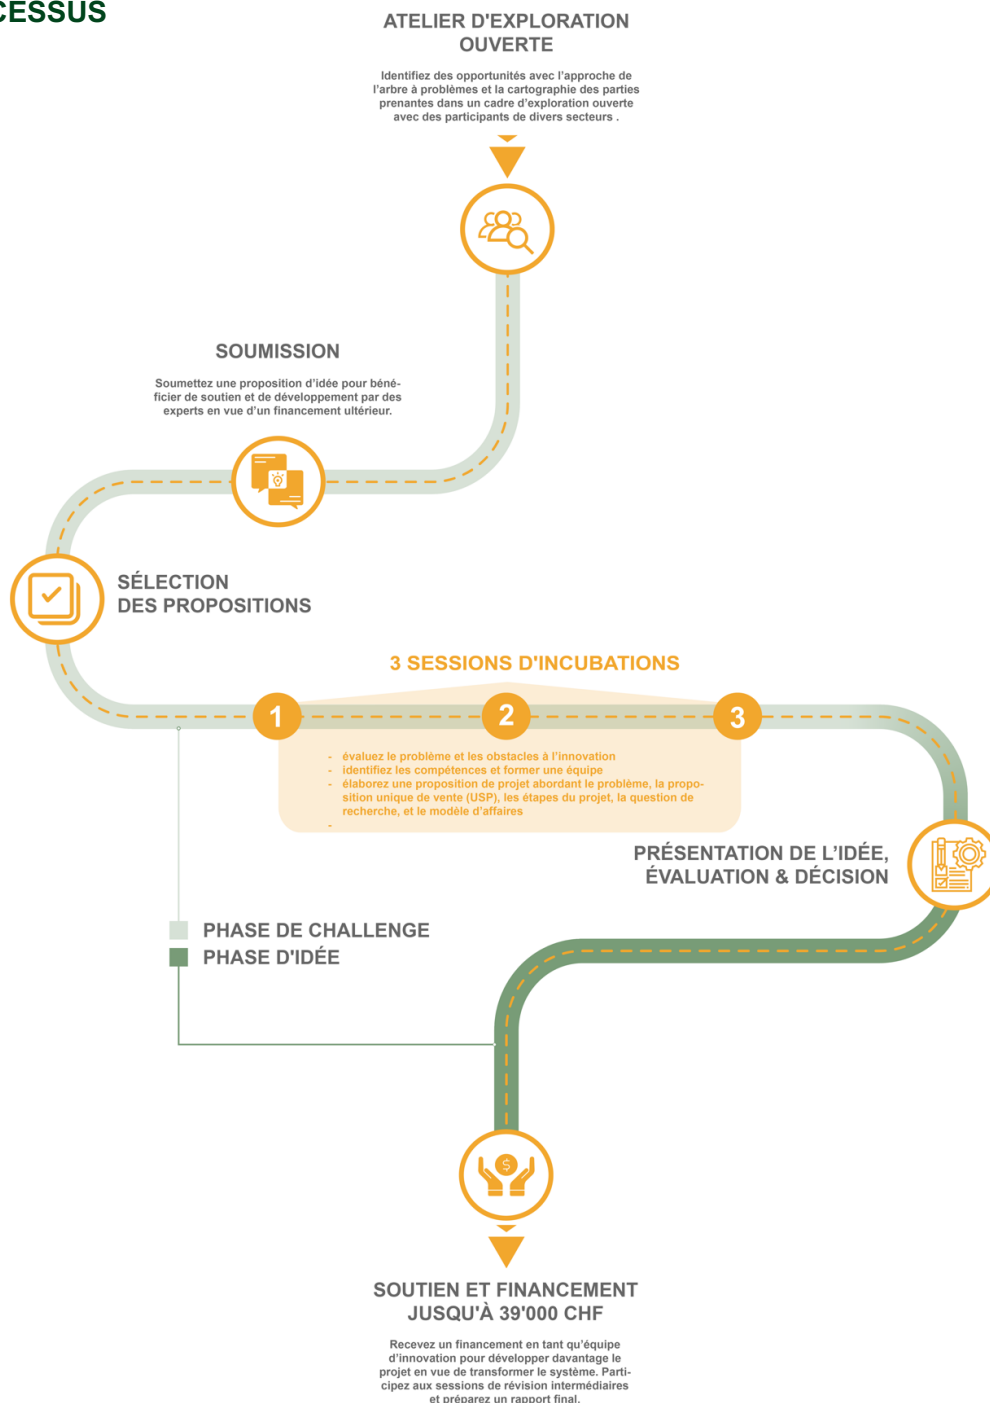 CESSUS
ATELIER D'EXPLORATION
OUVERTE
Identifiez des opportunités avec l’approche de
l’arbre à problèmes et la cartographie des parties
prenantes dans un cadre d’exploration ouverte
avec des participants de divers secteurs .
SOUMISSION
Soumettez une proposition d’idée pour béné-
ficier de soutien et de développement par des
experts en vue d’un financement ultérieur.
SÉLECTION
DES PROPOSITIONS
3 SESSIONS D'INCUBATIONS
1 2 3
- évaluez le problème et les obstacles à l’innovation
- identifiez les compétences et former une équipe
- élaborez une proposition de projet abordant le problème, la propo-
sition unique de vente (USP), les étapes du projet, la question de
recherche, et le modèle d’affaires
-
PRÉSENTATION DE L’IDÉE,
ÉVALUATION & DÉCISION
PHASE DE CHALLENGE
PHASE D'IDÉE
$
SOUTIEN ET FINANCEMENT
JUSQU'À 39'000 CHF
Recevez un financement en tant qu’équipe
d’innovation pour développer davantage le
projet en vue de transformer le système. Parti-
cipez aux sessions de révision intermédiaires
et préparez un rapport final.